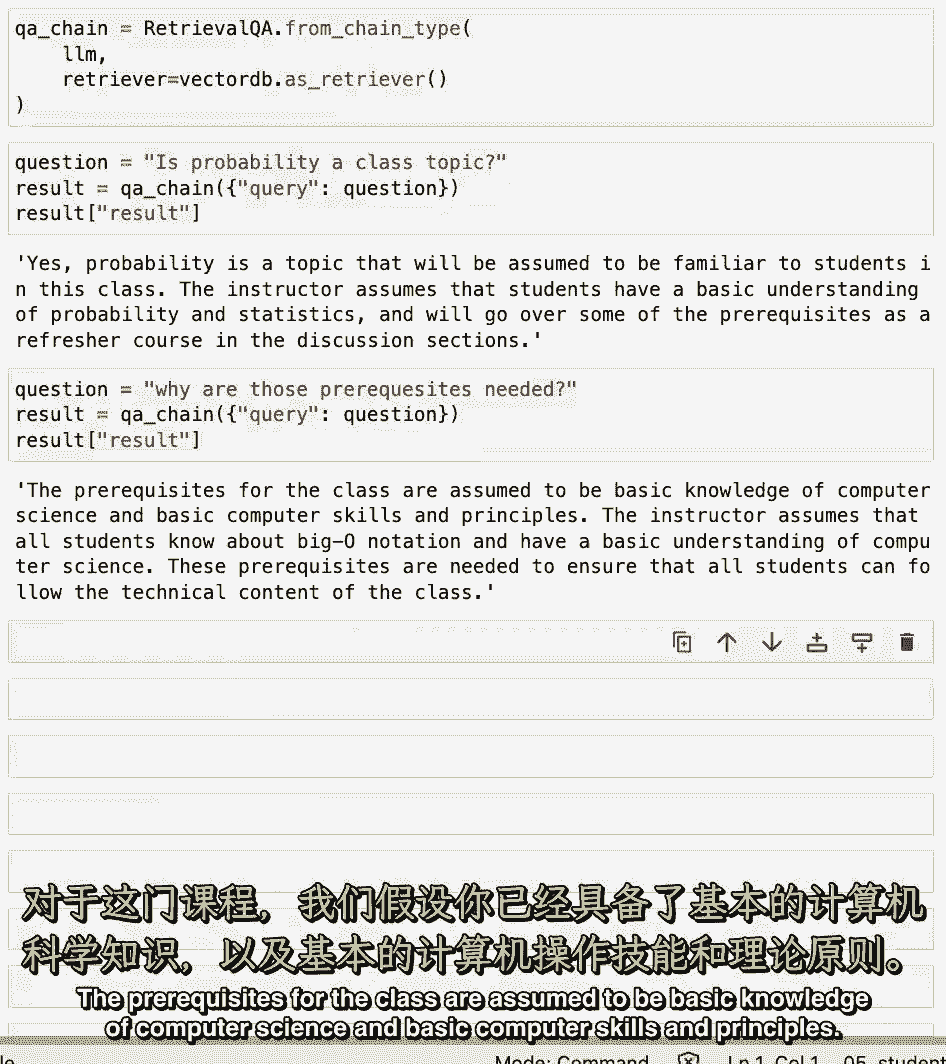 qa_chain = RetrievalQA.from_chain_type(
    llm,
    retriever=vectordb.as_retriever()
)
question = "Is probability a class topic?"
result = qa_chain({"query": question})
result["result"]
'Yes, probability is a topic that will be assumed to be familiar to students i
n this class. The instructor assumes that students have a basic understanding
of probability and statistics, and will go over some of the prerequisites as a
refresher course in the discussion sections.'
question = "why are those prerequesites needed?"
result = qa_chain({"query": question})
result["result"]
'The prerequisites for the class are assumed to be basic knowledge of computer
science and basic computer skills and principles. The instructor assumes that
all students know about big-O notation and have a basic understanding of compu
ter science. These prerequisites are needed to ensure that all students can fo
llow the technical content of the class.'
对于这门课程，我们假设你已经具备了基本的计算机
科学知识，以及基本的计算机操作技能和理论原则。
The prerequisites for the class are assumed to be basic knowledge
of computer science and basic computer skills and principles.
Mode: Command Ln 1, Col 1 05_student